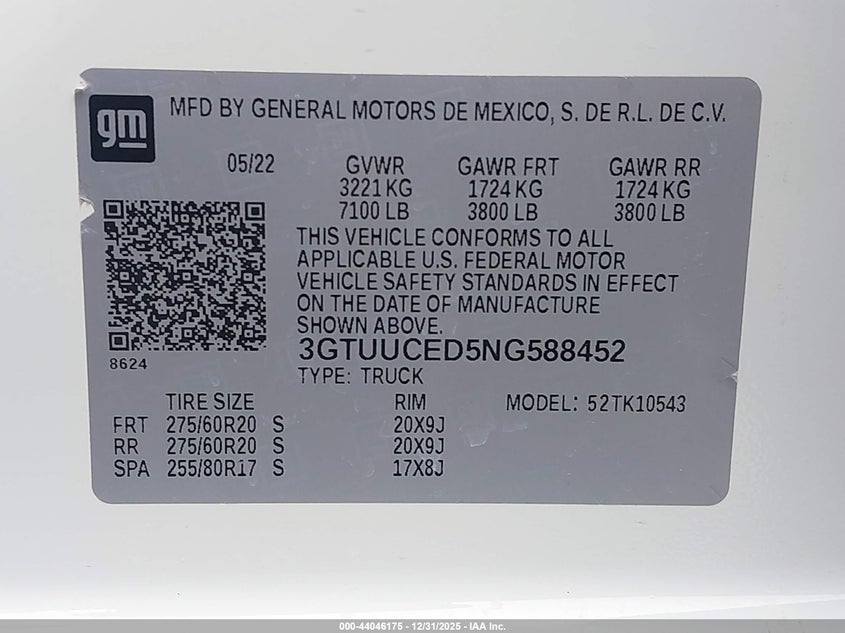 gm
MFD BY GENERAL MOTORS DE MEXICO, S. DE R.L. DE C.V.
05/22 GVWR GAWR FRT GAWR RR
3221 KG 1724 KG 1724 KG
7100 LB 3800 LB 3800 LB
THIS VEHICLE CONFORMS TO ALL
APPLICABLE U.S. FEDERAL MOTOR
VEHICLE SAFETY STANDARDS IN EFFECT
ON THE DATE OF MANUFACTURE
SHOWN ABOVE.
3GTUUCED5NG588452
8624
TYPE: TRUCK
TIRE SIZE RIM MODEL: 52TK10543
FRT 275/60R20 S 20X9J
RR 275/60R20 S 20X9J
SPA 255/80R17 S 17X8J
000-44046175 - 12/31/2025 - IAA Inc.